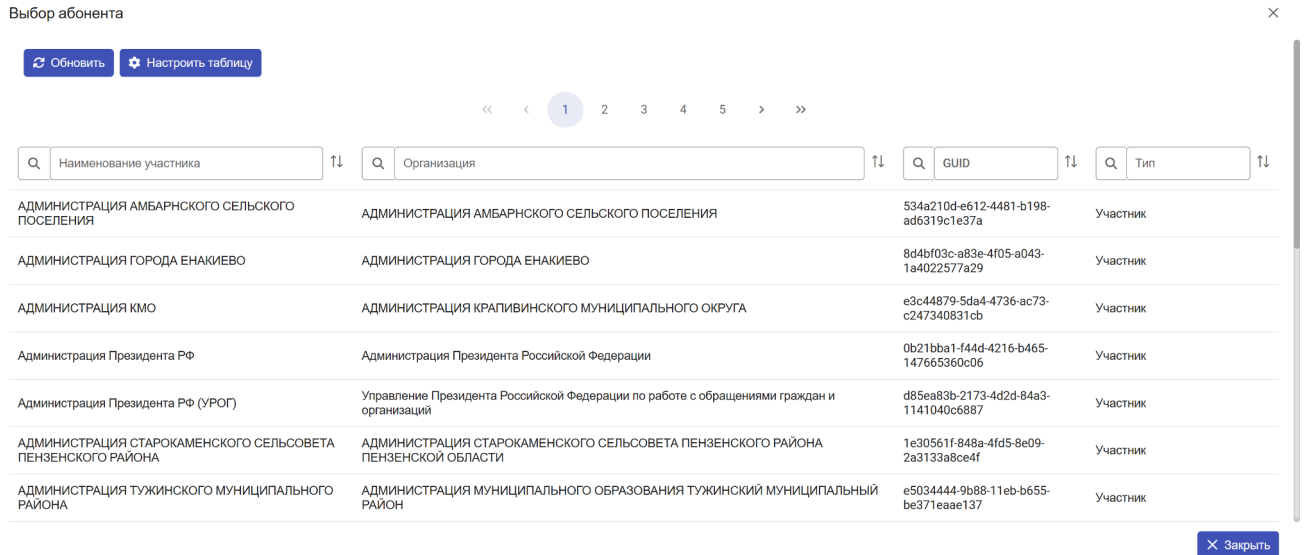 Выбор абонента
Обновить
Настроить таблицу
« ‹ 1 2 3 4 5 › »
Наименование участника
Организация
GUID
Тип
АДМИНИСТРАЦИЯ АМБАРНСКОГО СЕЛЬСКОГО
ПОСЕЛЕНИЯ
АДМИНИСТРАЦИЯ АМБАРНСКОГО СЕЛЬСКОГО ПОСЕЛЕНИЯ
534a210d-e612-4481-b198-
ad6319c1e37a
Участник
АДМИНИСТРАЦИЯ ГОРОДА ЕНАКИЕВО
АДМИНИСТРАЦИЯ ГОРОДА ЕНАКИЕВО
8d4bf03c-a83e-4f05-a043-
1a4022577a29
Участник
АДМИНИСТРАЦИЯ КМО
АДМИНИСТРАЦИЯ КРАПИВИНСКОГО МУНИЦИПАЛЬНОГО ОКРУГА
e3c44879-5da4-4736-ac73-
c247340831cb
Участник
Администрация Президента РФ
Администрация Президента Российской Федерации
0b21bba1-f44d-4216-b465-
147665360c06
Участник
Администрация Президента РФ (УРОГ)
Управление Президента Российской Федерации по работе с обращениями граждан и
организаций
d85ea83b-2173-4d2d-84a3-
1141040c6887
Участник
АДМИНИСТРАЦИЯ СТАРОКАМЕНСКОГО СЕЛЬСОВЕТА
ПЕНЗЕНСКОГО РАЙОНА
АДМИНИСТРАЦИЯ СТАРОКАМЕНСКОГО СЕЛЬСОВЕТА ПЕНЗЕНСКОГО РАЙОНА
ПЕНЗЕНСКОЙ ОБЛАСТИ
1e30561f-848a-4fd5-8e09-
2a3133a8ce4f
Участник
АДМИНИСТРАЦИЯ ТУЖИНСКОГО МУНИЦИПАЛЬНОГО
РАЙОНА
АДМИНИСТРАЦИЯ МУНИЦИПАЛЬНОГО ОБРАЗОВАНИЯ ТУЖИНСКИЙ МУНИЦИПАЛЬНЫЙ
РАЙОН
e5034444-9b88-11eb-b655-
be371eaae137
Участник
Закрыть